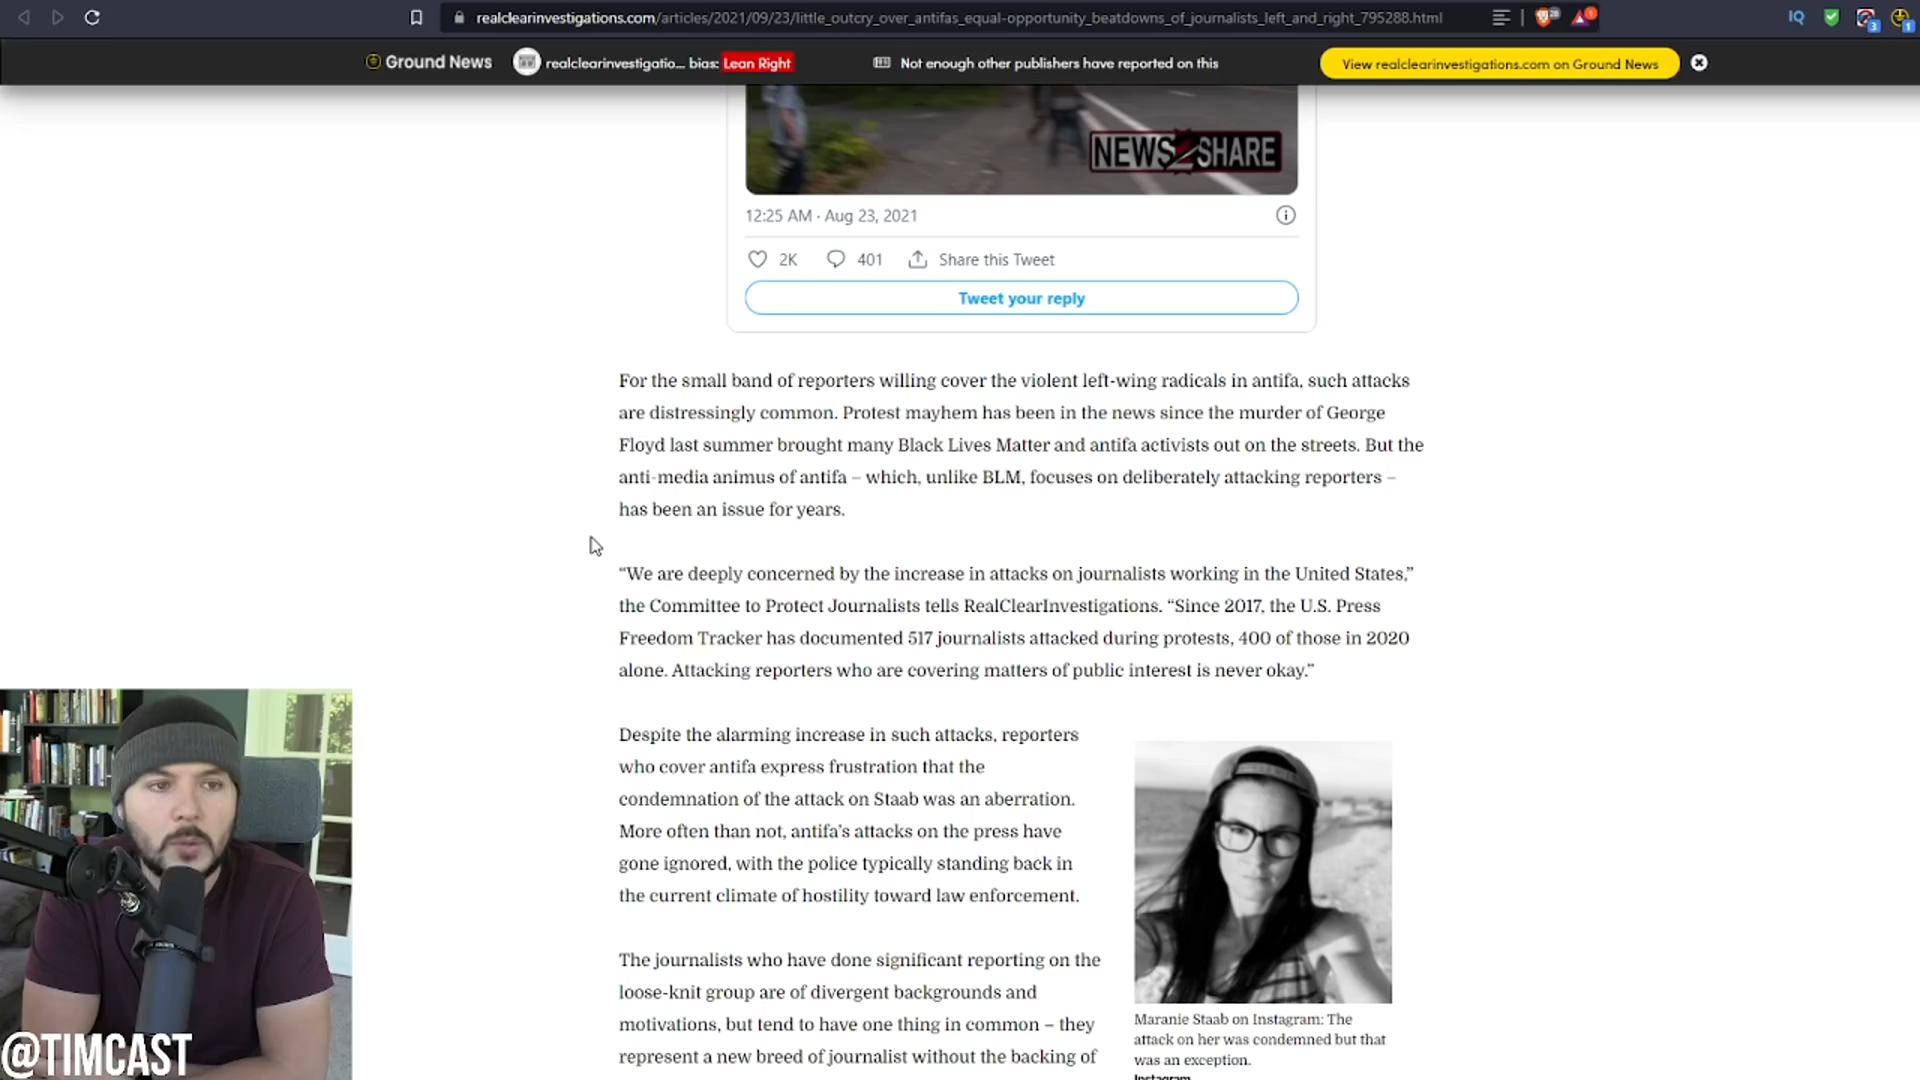 realclearinvestigations.com/articles/2021/09/23/little_outcry_over_antifas_equal-opportunity_beatdowns_of_journalists_left_and_right_795288.html
28
1
IQ
3
1
Ground News
realclearinvestigatio... bias: Lean Right
Not enough other publishers have reported on this
View realclearinvestigations.com on Ground News
NEWS2SHARE
12:25 AM · Aug 23, 2021
2K
401
Share this Tweet
Tweet your reply
For the small band of reporters willing cover the violent left-wing radicals in antifa, such attacks
are distressingly common. Protest mayhem has been in the news since the murder of George
Floyd last summer brought many Black Lives Matter and antifa activists out on the streets. But the
anti-media animus of antifa – which, unlike BLM, focuses on deliberately attacking reporters –
has been an issue for years.
“We are deeply concerned by the increase in attacks on journalists working in the United States,”
the Committee to Protect Journalists tells RealClearInvestigations. “Since 2017, the U.S. Press
Freedom Tracker has documented 517 journalists attacked during protests, 400 of those in 2020
alone. Attacking reporters who are covering matters of public interest is never okay.”
Despite the alarming increase in such attacks, reporters
who cover antifa express frustration that the
condemnation of the attack on Staab was an aberration.
More often than not, antifa’s attacks on the press have
gone ignored, with the police typically standing back in
the current climate of hostility toward law enforcement.
The journalists who have done significant reporting on the
loose-knit group are of divergent backgrounds and
motivations, but tend to have one thing in common – they
represent a new breed of journalist without the backing of
Maranie Staab on Instagram: The
attack on her was condemned but that
was an exception.
Instagram
@TIMCAST